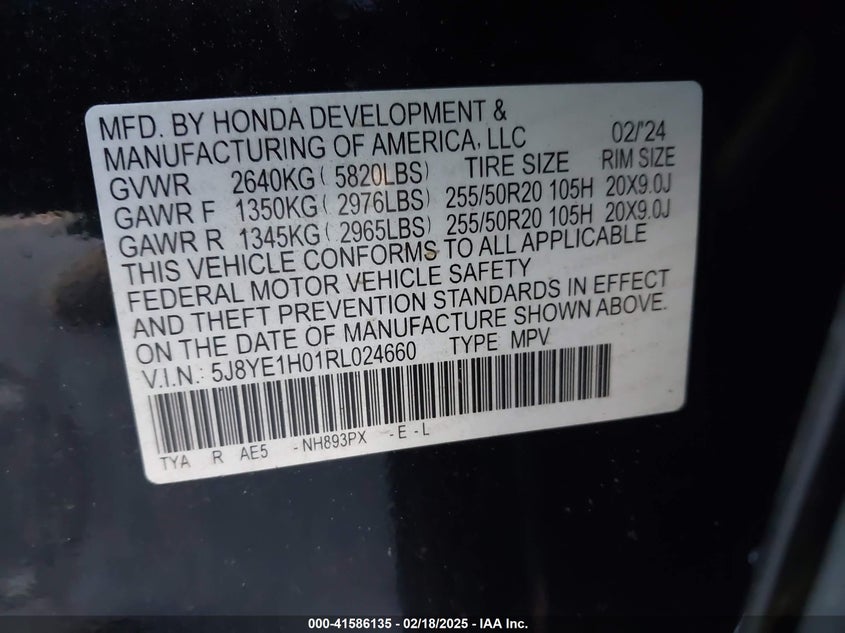 MFD. BY HONDA DEVELOPMENT &
MANUFACTURING OF AMERICA, LLC 02/'24
GVWR 2640KG ( 5820LBS) TIRE SIZE RIM SIZE
GAWR F 1350KG ( 2976LBS) 255/50R20 105H 20X9.0J
GAWR R 1345KG ( 2965LBS) 255/50R20 105H 20X9.0J
THIS VEHICLE CONFORMS TO ALL APPLICABLE
FEDERAL MOTOR VEHICLE SAFETY
AND THEFT PREVENTION STANDARDS IN EFFECT
ON THE DATE OF MANUFACTURE SHOWN ABOVE.
V.I.N.: 5J8YE1H01RL024660 TYPE MPV
TYA R AE5 -NH893PX -E-L
000-41586135 - 02/18/2025 - IAA Inc.